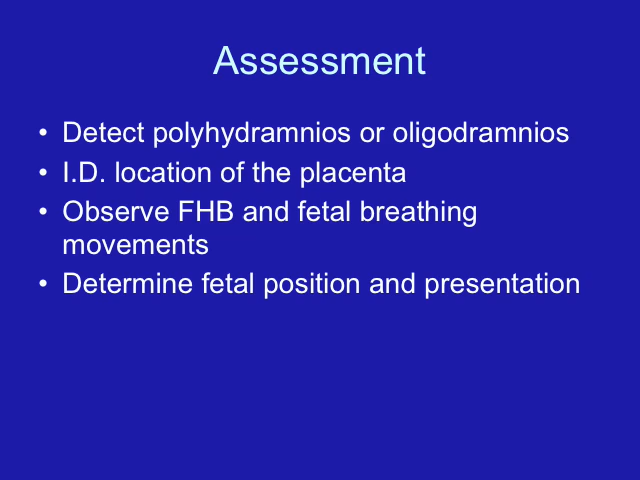 Assessment
• Detect polyhydramnios or oligodramnios
• I.D. location of the placenta
• Observe FHB and fetal breathing
movements
• Determine fetal position and presentation